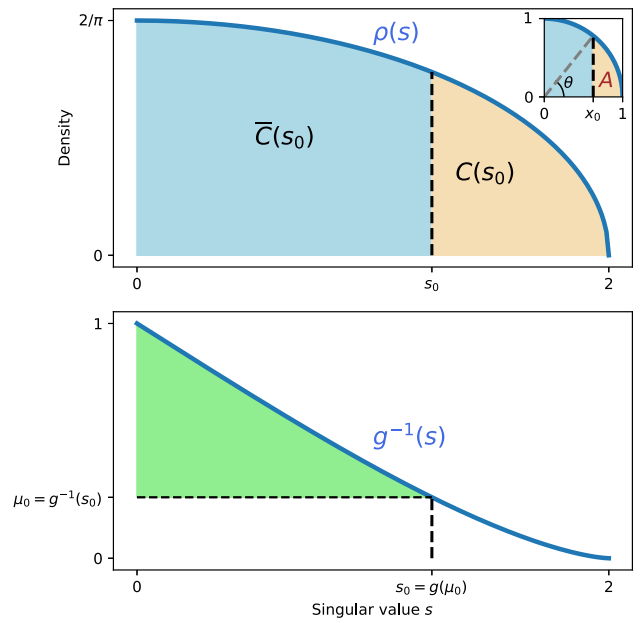 2/π
ρ(s)
1
θ
A
0
0
x₀
1
Density
C̅(s₀)
C(s₀)
0
0
s₀
2
1
g⁻¹(s)
μ₀ = g⁻¹(s₀)
0
0
s₀ = g(μ₀)
2
Singular value s